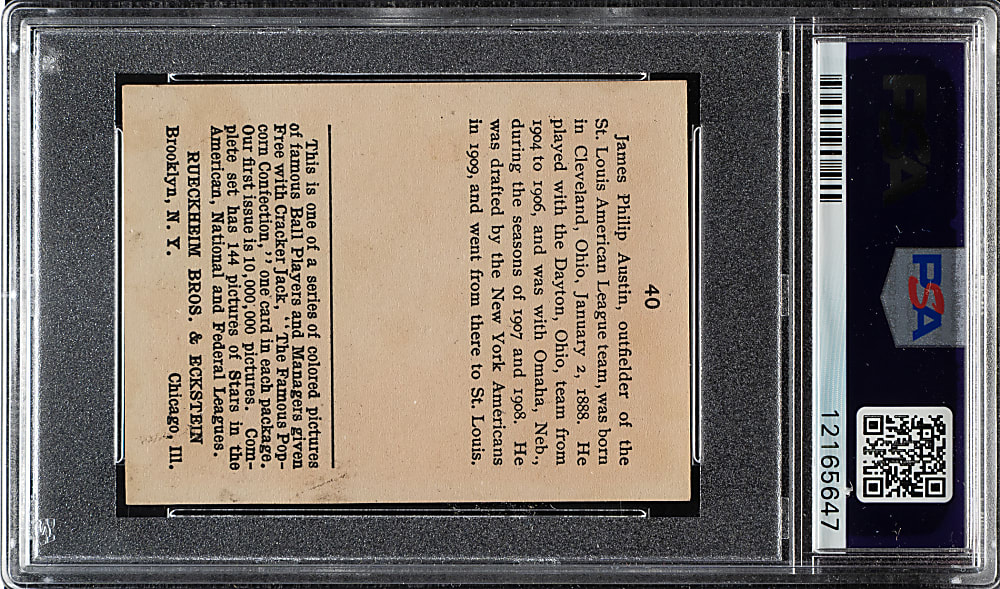 40
James Philip Austin, outfielder of the
St. Louis American League team, was born
in Cleveland, Ohio, January 2, 1888. He
played with the Dayton, Ohio, team from
1904 to 1906, and was with Omaha, Neb.,
during the seasons of 1907 and 1908. He
was drafted by the New York Americans
in 1909, and went from there to St. Louis.
This is one of a series of colored pictures
of famous Ball Players and Managers given
Free with Cracker Jack, "The Famous Pop-
corn Confection," one card in each package.
Our first issue is 10,000,000 pictures. Com-
plete set has 144 pictures of Stars in the
American, National and Federal Leagues.
RUECKHEIM BROS. & ECKSTEIN
Brooklyn, N. Y. Chicago, Ill.
PSA
PSA
12165647